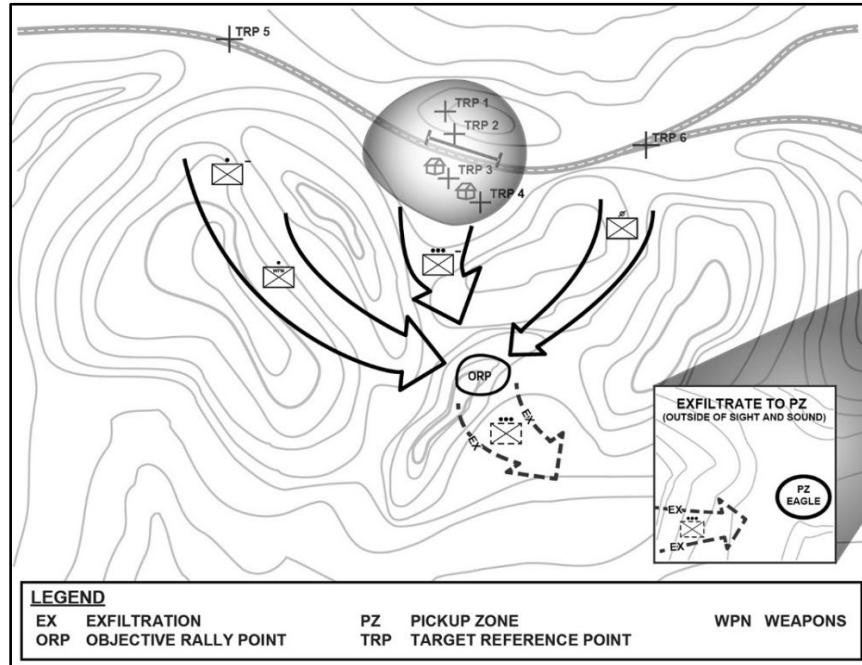 TRP 5
TRP 1
TRP 2
TRP 6
TRP 3
TRP 4
WPN
ORP
EX
EX
EXFILTRATE TO PZ
(OUTSIDE OF SIGHT AND SOUND)
PZ
EAGLE
EX
EX
LEGEND
EX EXFILTRATION PZ PICKUP ZONE WPN WEAPONS
ORP OBJECTIVE RALLY POINT TRP TARGET REFERENCE POINT